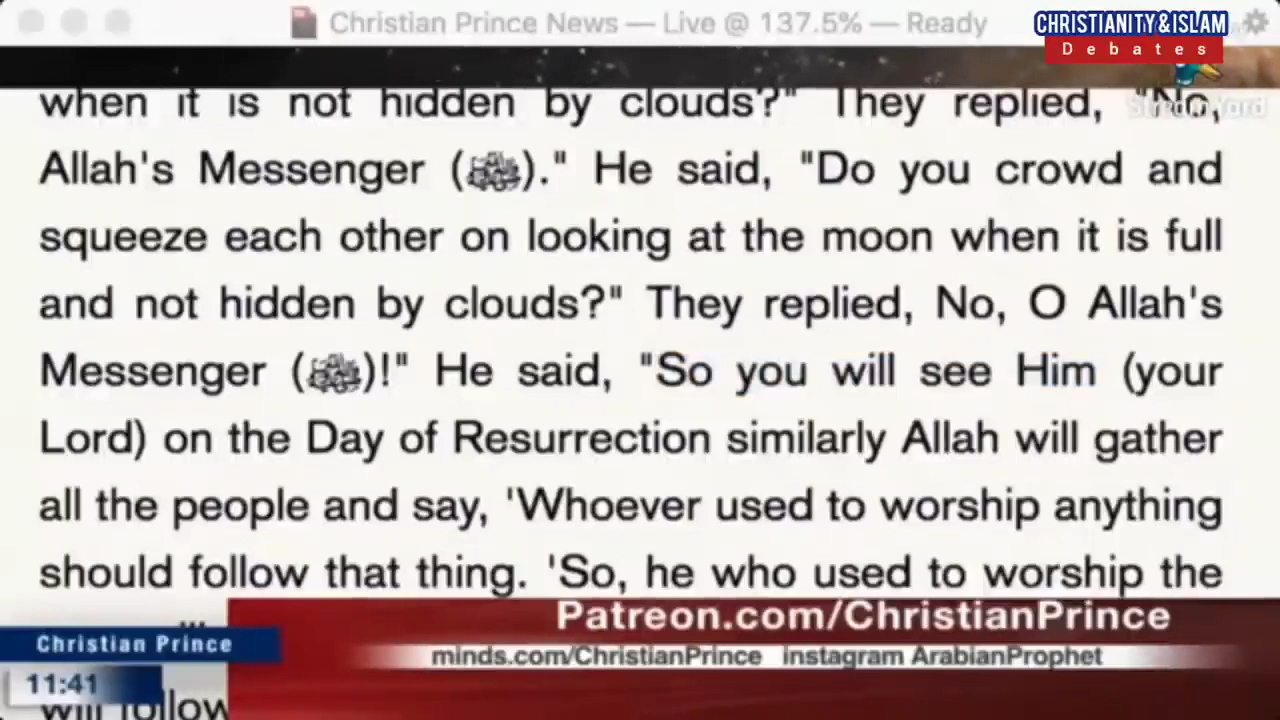 Christian Prince News — Live @ 137.5% — Ready
CHRISTIANITY & ISLAM
Debates
StreamYard
when it is not hidden by clouds?" They replied, "No,
Allah's Messenger (ﷺ)." He said, "Do you crowd and
squeeze each other on looking at the moon when it is full
and not hidden by clouds?" They replied, No, O Allah's
Messenger (ﷺ)!" He said, "So you will see Him (your
Lord) on the Day of Resurrection similarly Allah will gather
all the people and say, 'Whoever used to worship anything
should follow that thing. 'So, he who used to worship the
Patreon.com/ChristianPrince
Christian Prince
minds.com/ChristianPrince instagram ArabianProphet
11:41
will follow